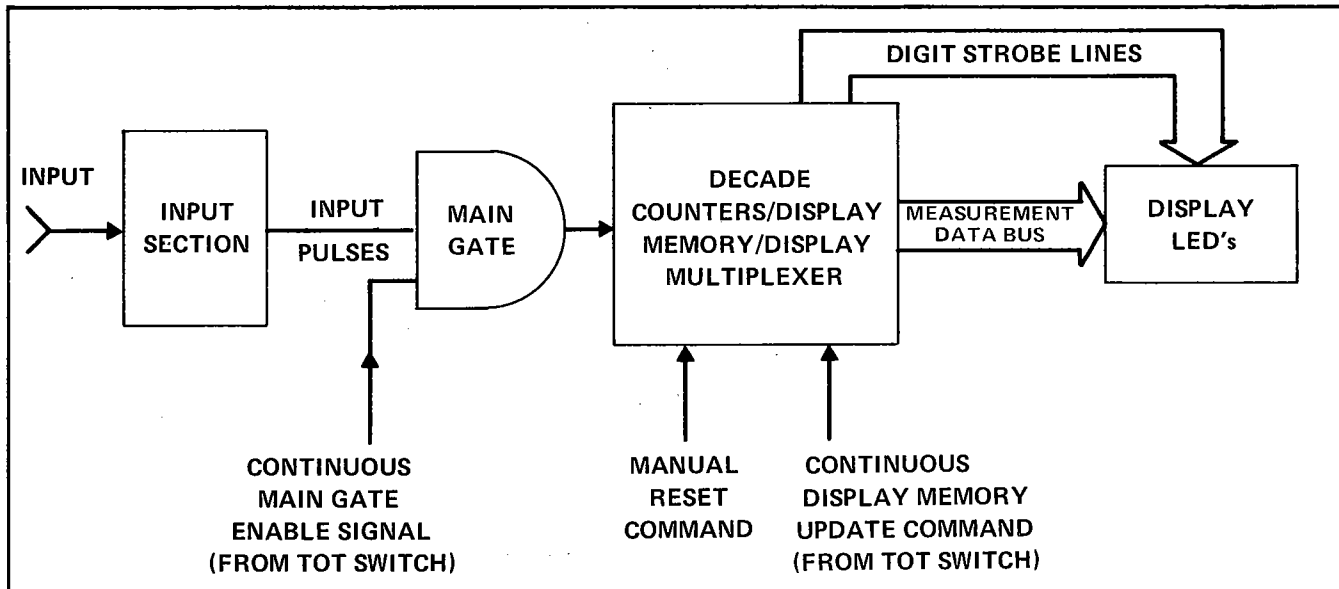 DIGIT STROBE LINES
INPUT
INPUT
SECTION
INPUT
PULSES
MAIN
GATE
DECADE
COUNTERS/DISPLAY
MEMORY/DISPLAY
MULTIPLEXER
MEASUREMENT
DATA BUS
DISPLAY
LED's
CONTINUOUS
MAIN GATE
ENABLE SIGNAL
(FROM TOT SWITCH)
MANUAL
RESET
COMMAND
CONTINUOUS
DISPLAY MEMORY
UPDATE COMMAND
(FROM TOT SWITCH)